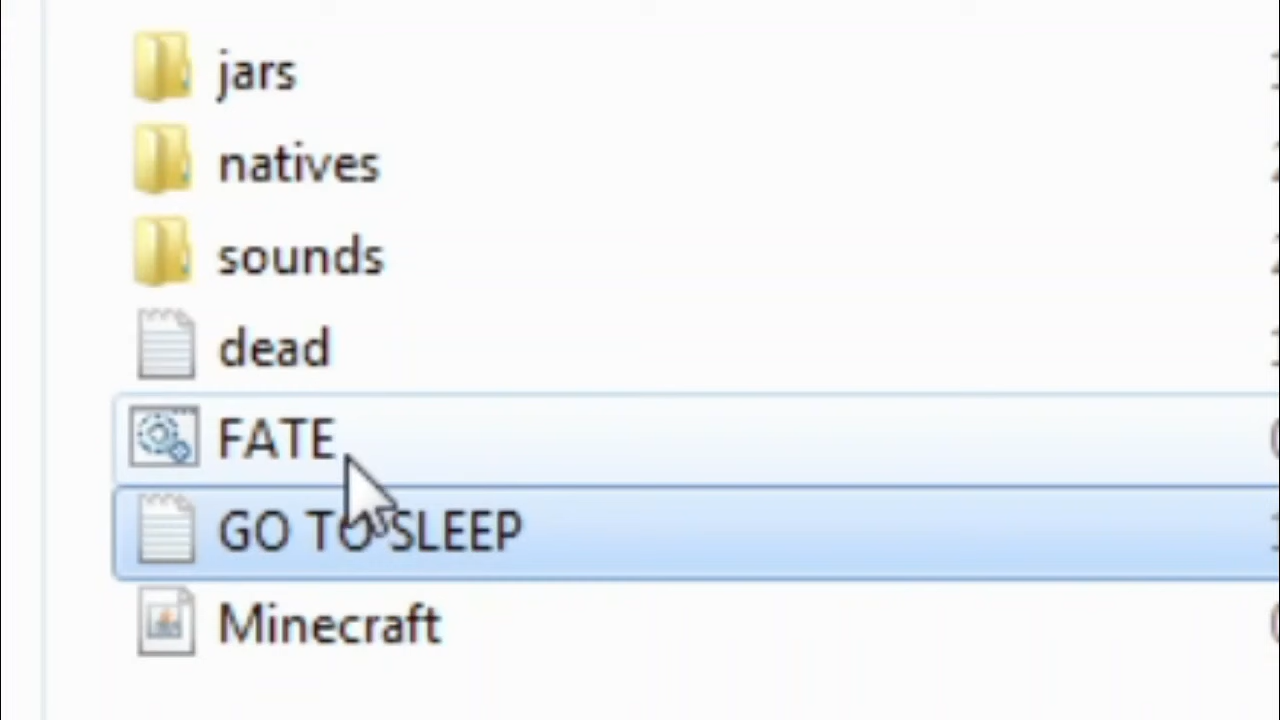 jars
natives
sounds
dead
FATE
GO TO SLEEP
Minecraft